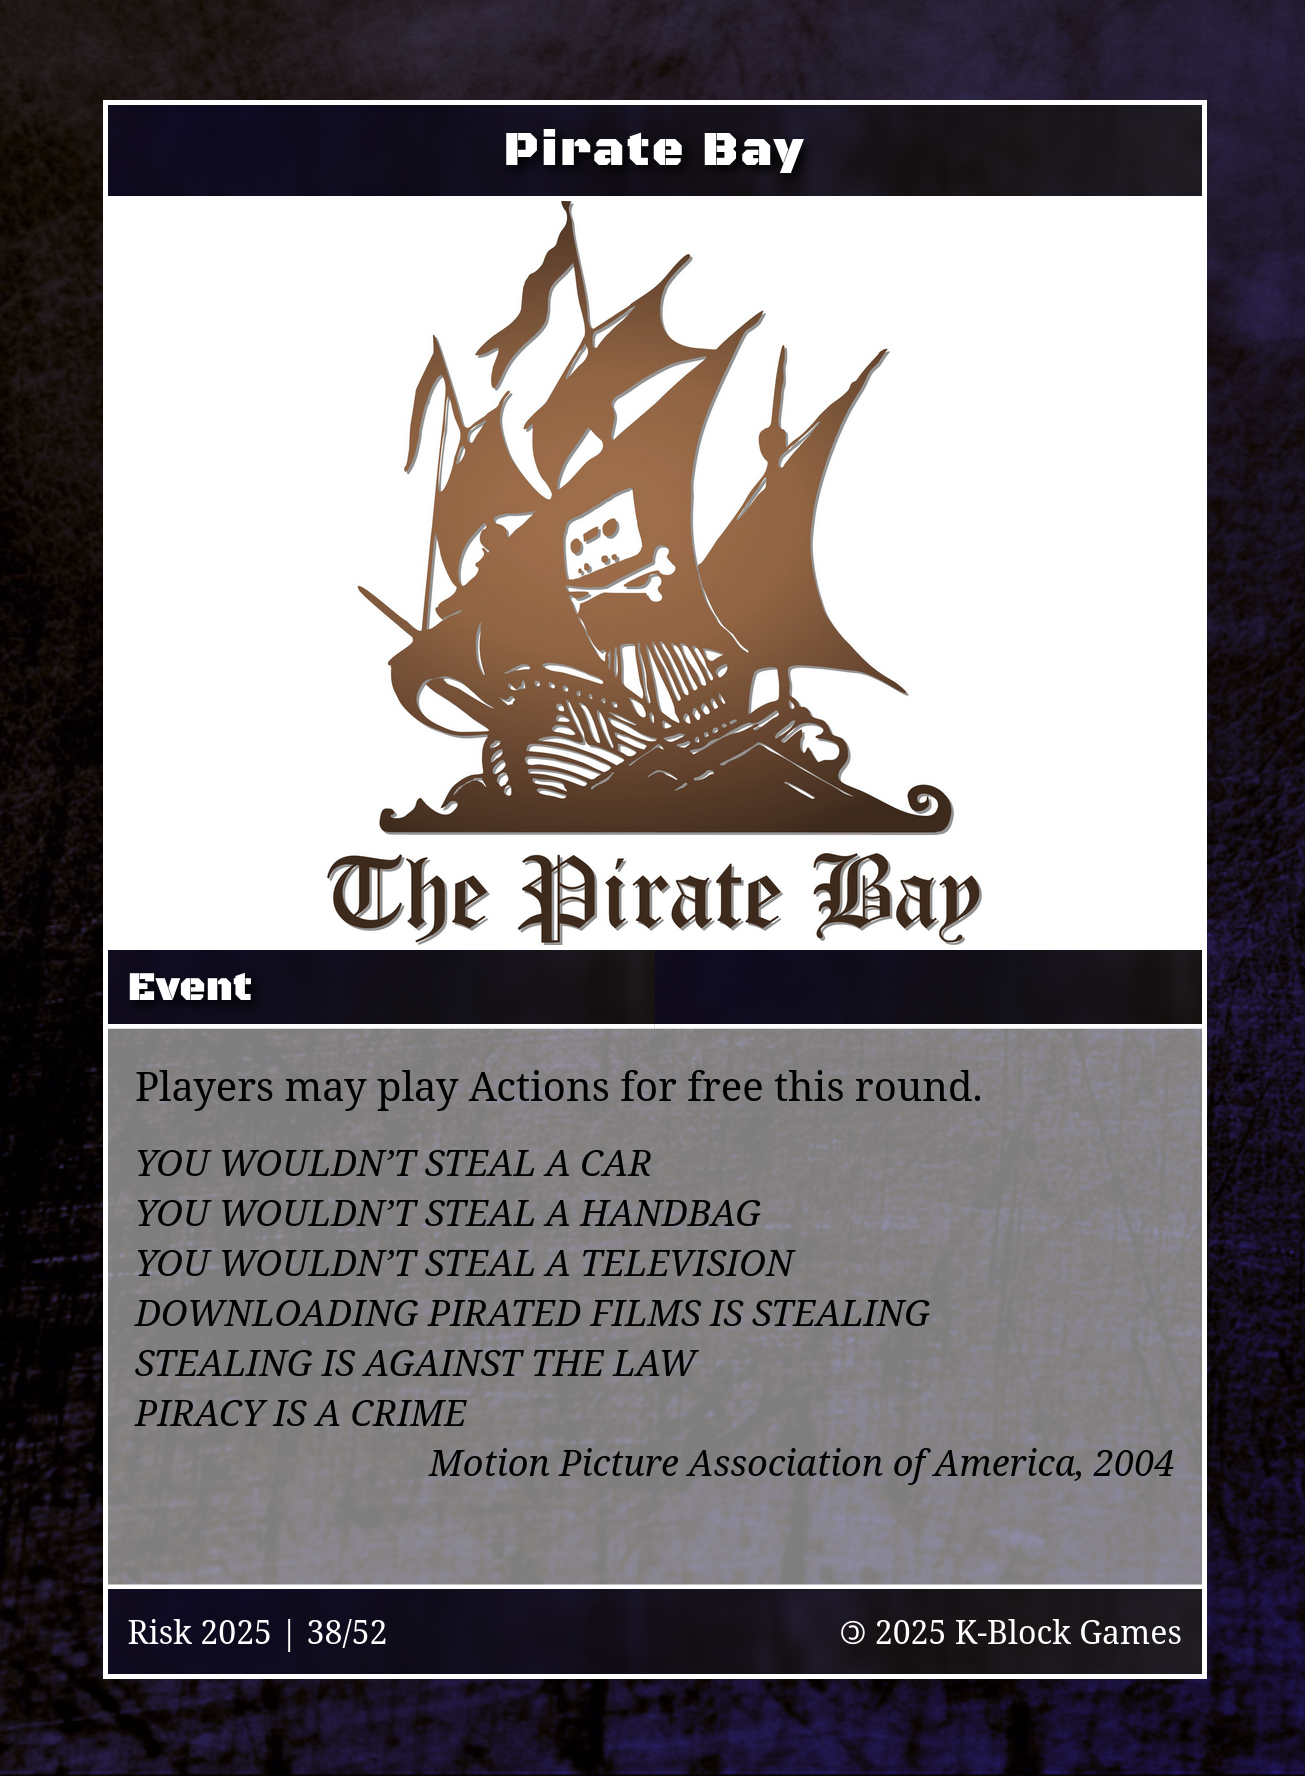 Pirate Bay
The Pirate Bay
Event
Players may play Actions for free this round.
YOU WOULDN’T STEAL A CAR
YOU WOULDN’T STEAL A HANDBAG
YOU WOULDN’T STEAL A TELEVISION
DOWNLOADING PIRATED FILMS IS STEALING
STEALING IS AGAINST THE LAW
PIRACY IS A CRIME
Motion Picture Association of America, 2004
Risk 2025 | 38/52
🄯 2025 K-Block Games